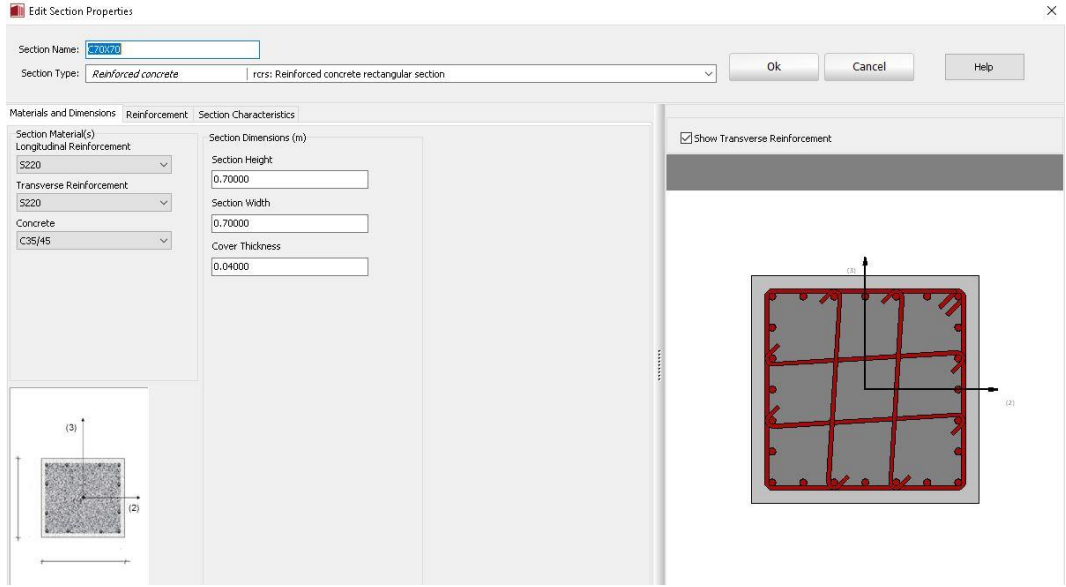 Edit Section Properties
Section Name: C70X70
Section Type: Reinforced concrete rcrs: Reinforced concrete rectangular section
Ok Cancel Help
Materials and Dimensions Reinforcement Section Characteristics
Section Material(s)
Longitudinal Reinforcement
S220
Transverse Reinforcement
S220
Concrete
C35/45
Section Dimensions (m)
Section Height
0.70000
Section Width
0.70000
Cover Thickness
0.04000
Show Transverse Reinforcement
(3)
(2)
(3)
(2)